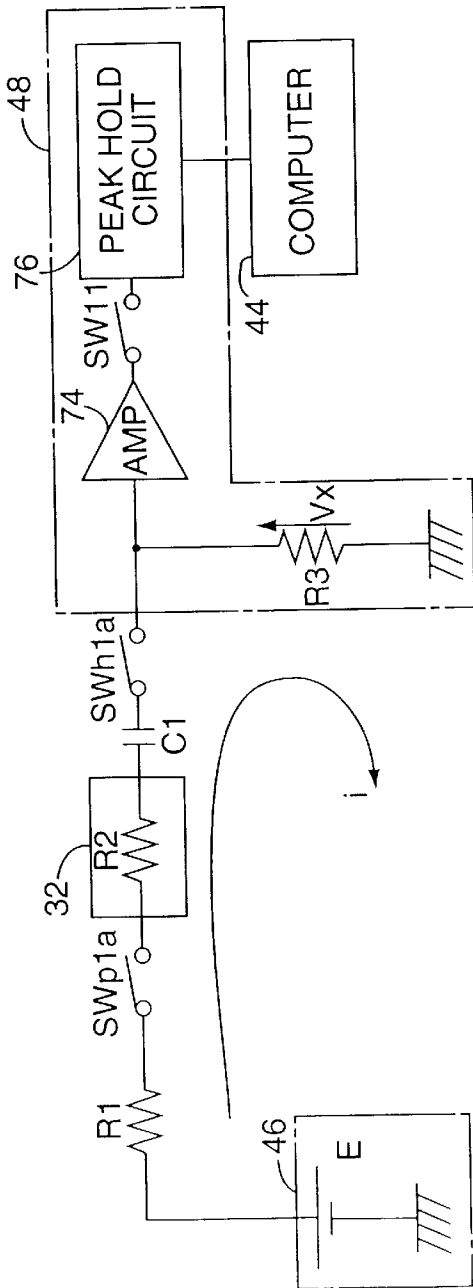 48
76
PEAK HOLD
CIRCUIT
SW11
74
AMP
44
COMPUTER
Vx
R3
SWh1a
C1
32
R2
SWp1a
R1
i
46
E